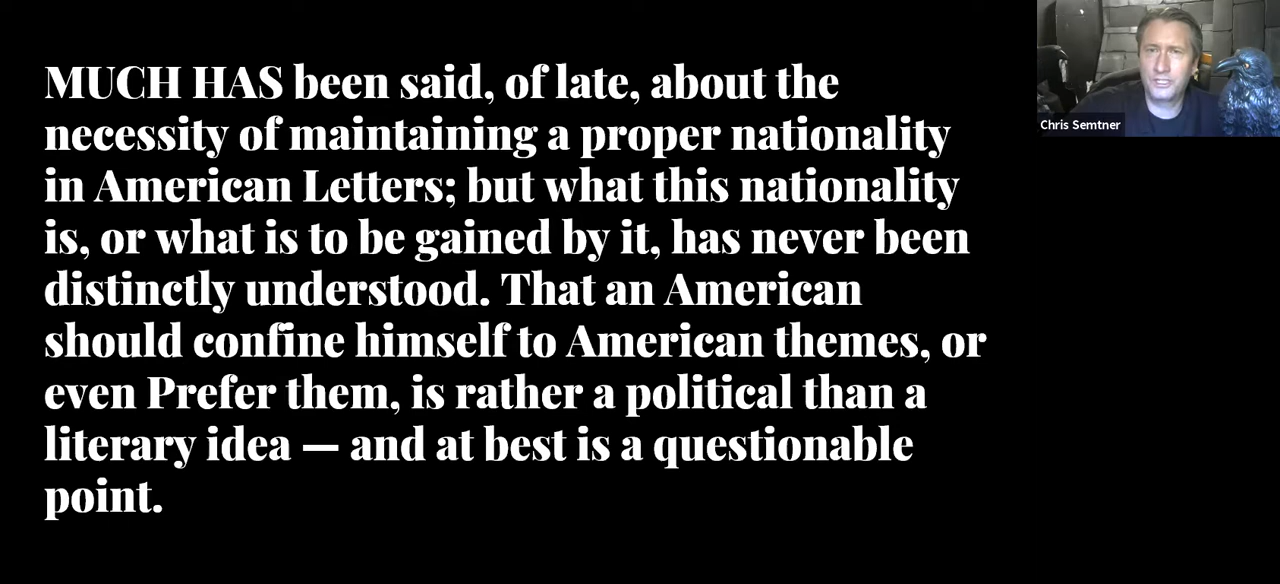 MUCH HAS been said, of late, about the
necessity of maintaining a proper nationality
in American Letters; but what this nationality
is, or what is to be gained by it, has never been
distinctly understood. That an American
should confine himself to American themes, or
even Prefer them, is rather a political than a
literary idea — and at best is a questionable
point.
Chris Semtner